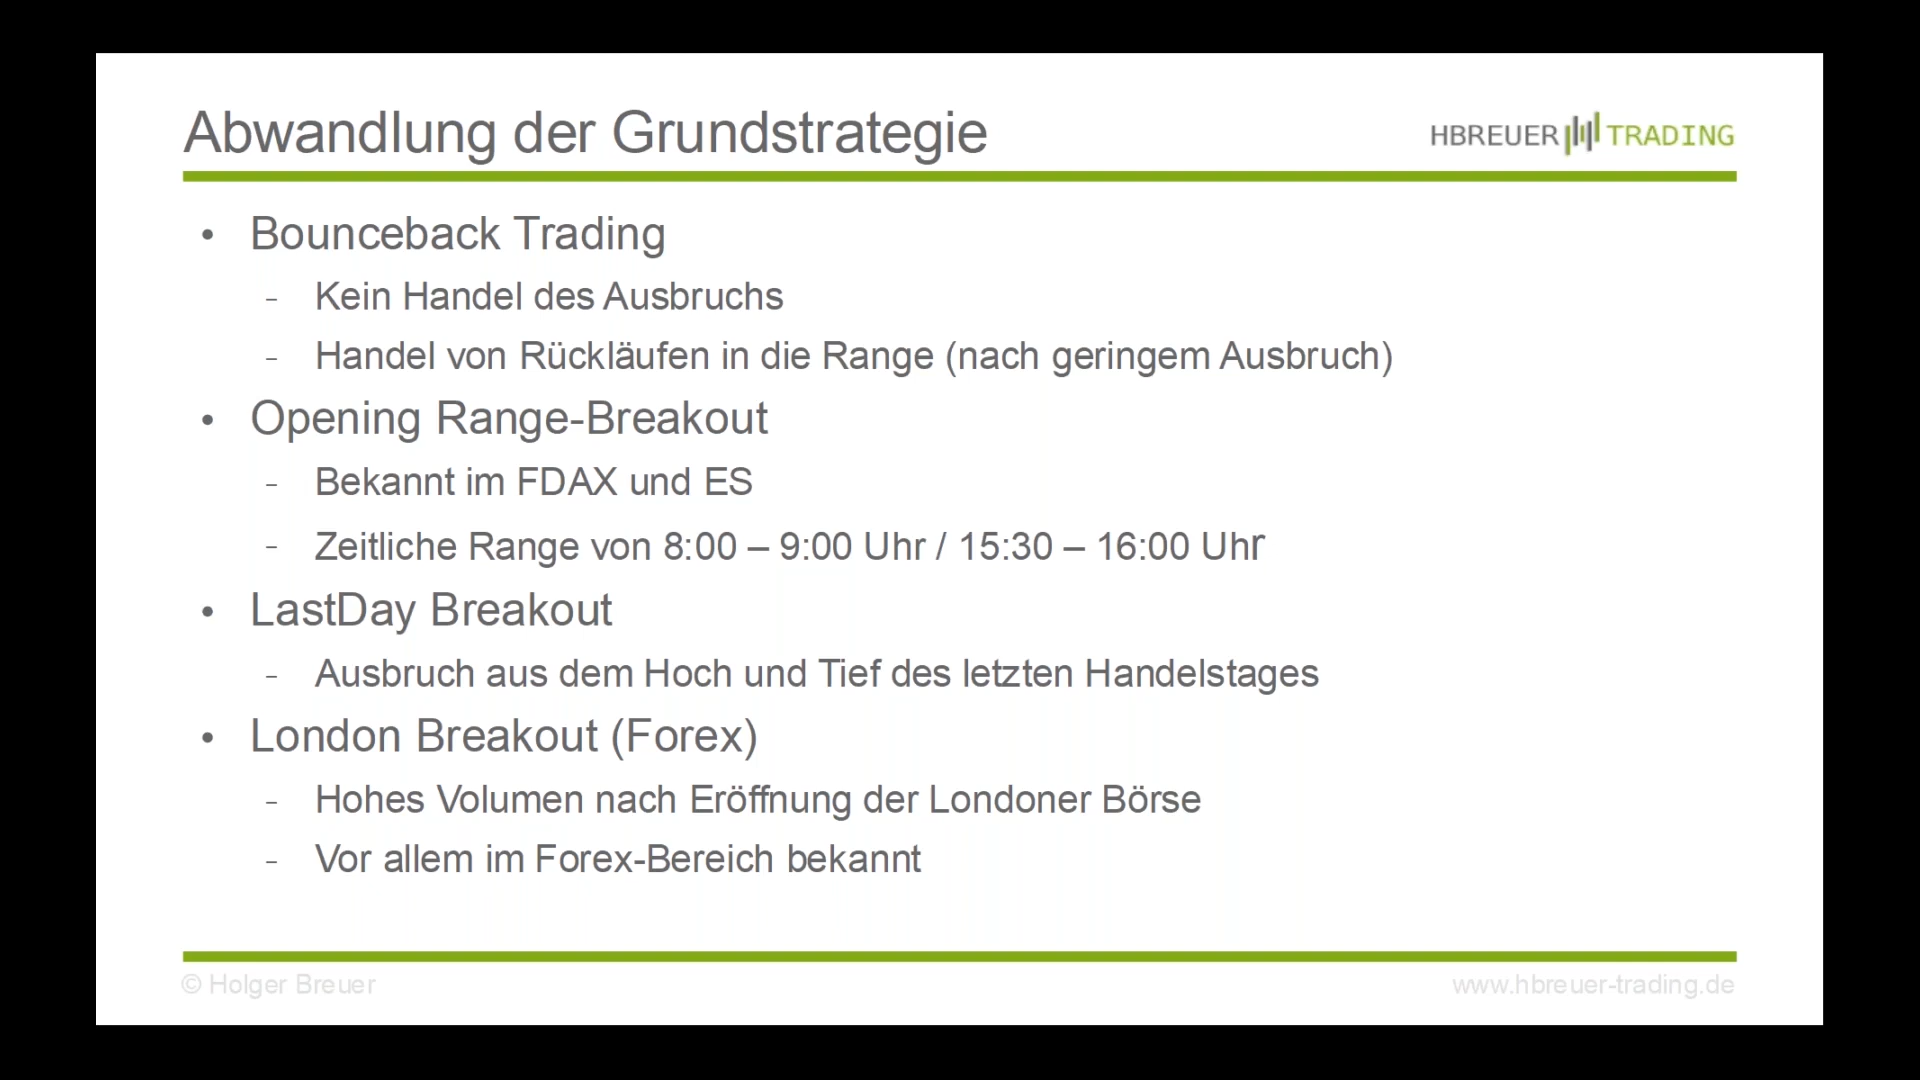 Abwandlung der Grundstrategie
HBREUER TRADING
• Bounceback Trading
- Kein Handel des Ausbruchs
- Handel von Rückläufen in die Range (nach geringem Ausbruch)
• Opening Range-Breakout
- Bekannt im FDAX und ES
- Zeitliche Range von 8:00 – 9:00 Uhr / 15:30 – 16:00 Uhr
• LastDay Breakout
- Ausbruch aus dem Hoch und Tief des letzten Handelstages
• London Breakout (Forex)
- Hohes Volumen nach Eröffnung der Londoner Börse
- Vor allem im Forex-Bereich bekannt
© Holger Breuer
www.hbreuer-trading.de